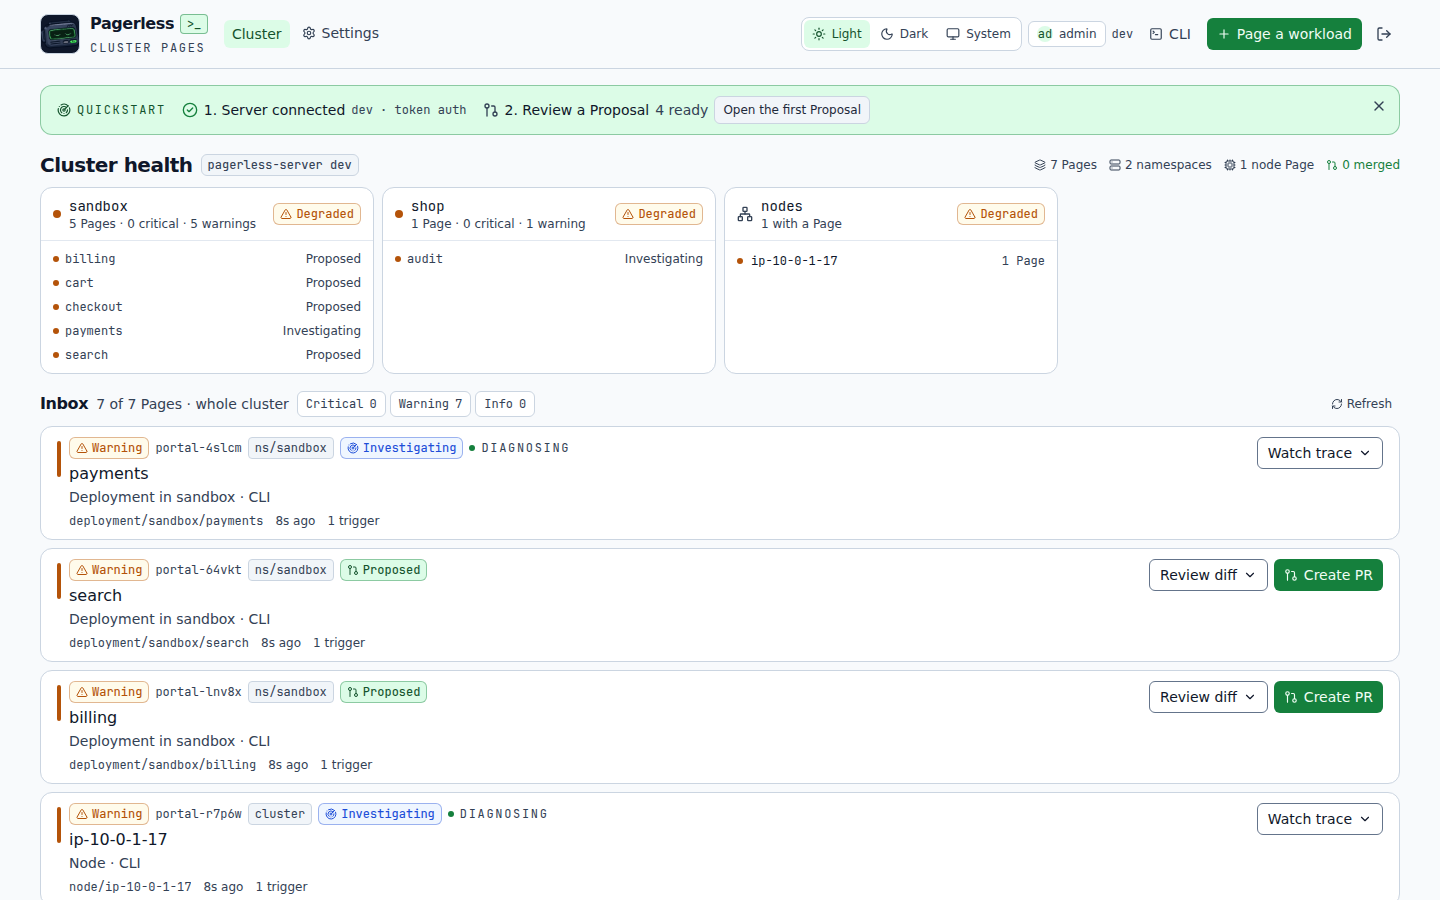 Pagerless >_
CLUSTER PAGES
Cluster
Settings
Light
Dark
System
ad admin
dev
CLI
+ Page a workload
QUICKSTART
1. Server connected dev · token auth
2. Review a Proposal 4 ready
Open the first Proposal
Cluster health
pagerless-server dev
7 Pages
2 namespaces
1 node Page
0 merged
sandbox
5 Pages · 0 critical · 5 warnings
Degraded
billing Proposed
cart Proposed
checkout Proposed
payments Investigating
search Proposed
shop
1 Page · 0 critical · 1 warning
Degraded
audit Investigating
nodes
1 with a Page
Degraded
ip-10-0-1-17 1 Page
Inbox 7 of 7 Pages · whole cluster
Critical 0
Warning 7
Info 0
Refresh
Warning portal-4slcm ns/sandbox Investigating DIAGNOSING
payments
Deployment in sandbox · CLI
deployment/sandbox/payments 8s ago 1 trigger
Watch trace
Warning portal-64vkt ns/sandbox Proposed
search
Deployment in sandbox · CLI
deployment/sandbox/search 8s ago 1 trigger
Review diff
Create PR
Warning portal-lnv8x ns/sandbox Proposed
billing
Deployment in sandbox · CLI
deployment/sandbox/billing 8s ago 1 trigger
Review diff
Create PR
Warning portal-r7p6w cluster Investigating DIAGNOSING
ip-10-0-1-17
Node · CLI
node/ip-10-0-1-17 8s ago 1 trigger
Watch trace